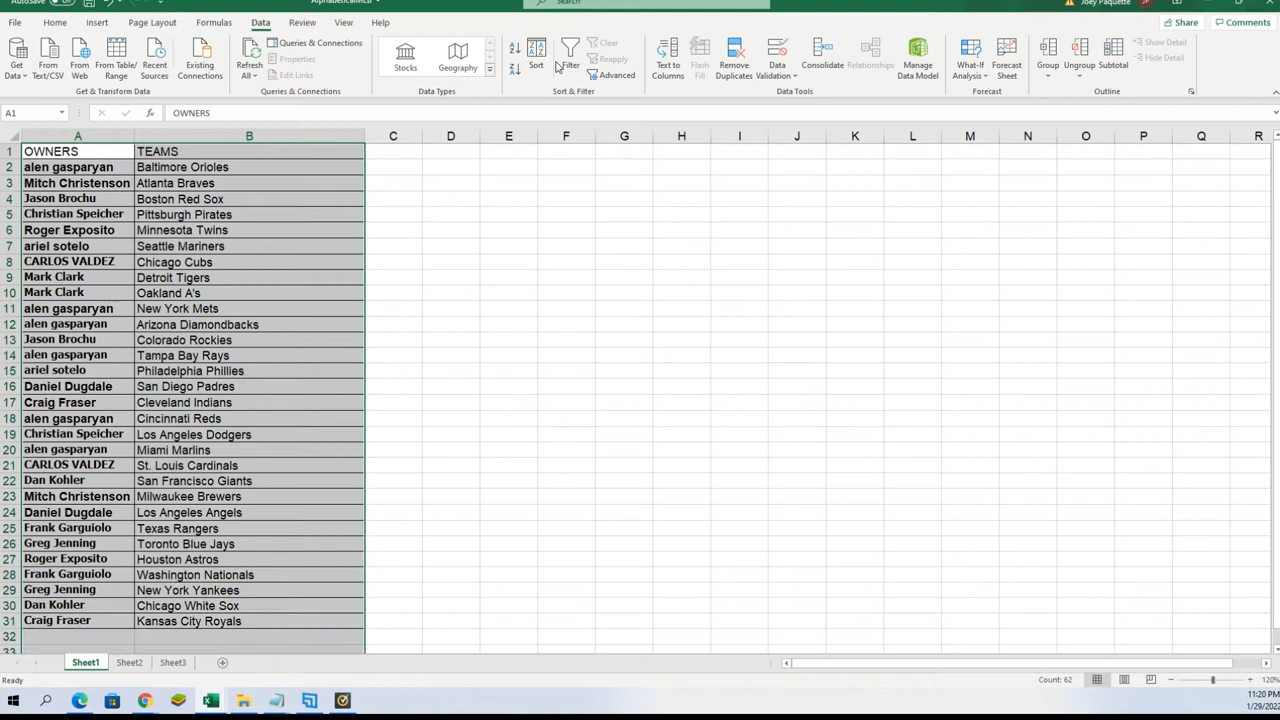 AutoSave Off AlphabeticalMLB Search Joey Paquette JP
File Home Insert Page Layout Formulas Data Review View Help Share Comments
Get Data From Text/CSV From Web From Table/ Range Recent Sources Existing Connections
Refresh All Queries & Connections Properties Edit Links
Stocks Geography
Sort Filter Clear Reapply Advanced
Text to Columns Flash Fill Remove Duplicates Data Validation Consolidate Relationships Manage Data Model
What-If Analysis Forecast Sheet
Group Ungroup Subtotal Show Detail Hide Detail
Get & Transform Data Queries & Connections Data Types Sort & Filter Data Tools Forecast Outline
A1 fx OWNERS
A B C D E F G H I J K L M N O P Q R
1 OWNERS TEAMS
2 alen gasparyan Baltimore Orioles
3 Mitch Christenson Atlanta Braves
4 Jason Brochu Boston Red Sox
5 Christian Speicher Pittsburgh Pirates
6 Roger Exposito Minnesota Twins
7 ariel sotelo Seattle Mariners
8 CARLOS VALDEZ Chicago Cubs
9 Mark Clark Detroit Tigers
10 Mark Clark Oakland A's
11 alen gasparyan New York Mets
12 alen gasparyan Arizona Diamondbacks
13 Jason Brochu Colorado Rockies
14 alen gasparyan Tampa Bay Rays
15 ariel sotelo Philadelphia Phillies
16 Daniel Dugdale San Diego Padres
17 Craig Fraser Cleveland Indians
18 alen gasparyan Cincinnati Reds
19 Christian Speicher Los Angeles Dodgers
20 alen gasparyan Miami Marlins
21 CARLOS VALDEZ St. Louis Cardinals
22 Dan Kohler San Francisco Giants
23 Mitch Christenson Milwaukee Brewers
24 Daniel Dugdale Los Angeles Angels
25 Frank Garguiolo Texas Rangers
26 Greg Jenning Toronto Blue Jays
27 Roger Exposito Houston Astros
28 Frank Garguiolo Washington Nationals
29 Greg Jenning New York Yankees
30 Dan Kohler Chicago White Sox
31 Craig Fraser Kansas City Royals
32
33
Sheet1 Sheet2 Sheet3
Ready Count: 62 120%
11:20 PM
1/29/2022